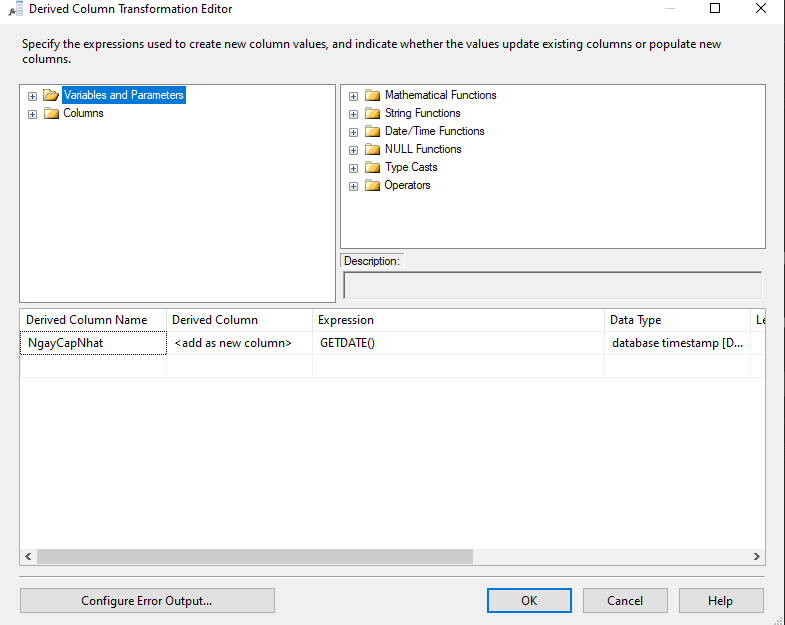 Derived Column Transformation Editor
Specify the expressions used to create new column values, and indicate whether the values update existing columns or populate new
columns.
Variables and Parameters
Columns
Mathematical Functions
String Functions
Date/Time Functions
NULL Functions
Type Casts
Operators
Description:
Derived Column Name Derived Column Expression Data Type Le
NgayCapNhat <add as new column> GETDATE() database timestamp [D...
Configure Error Output... OK Cancel Help